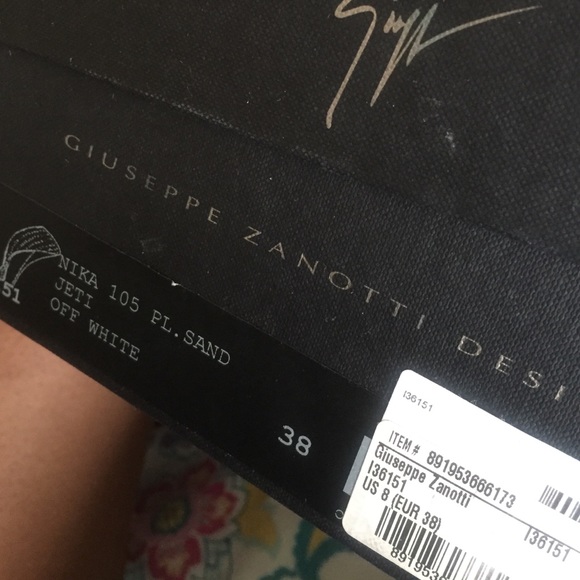 Giuseppe
GIUSEPPE ZANOTTI DESI
NIKA 105 PL.SAND
JETI
OFF WHITE
51
38
I36151
ITEM# 891953666173
Giuseppe Zanotti
I36151 I36151
US 8 (EUR 38)